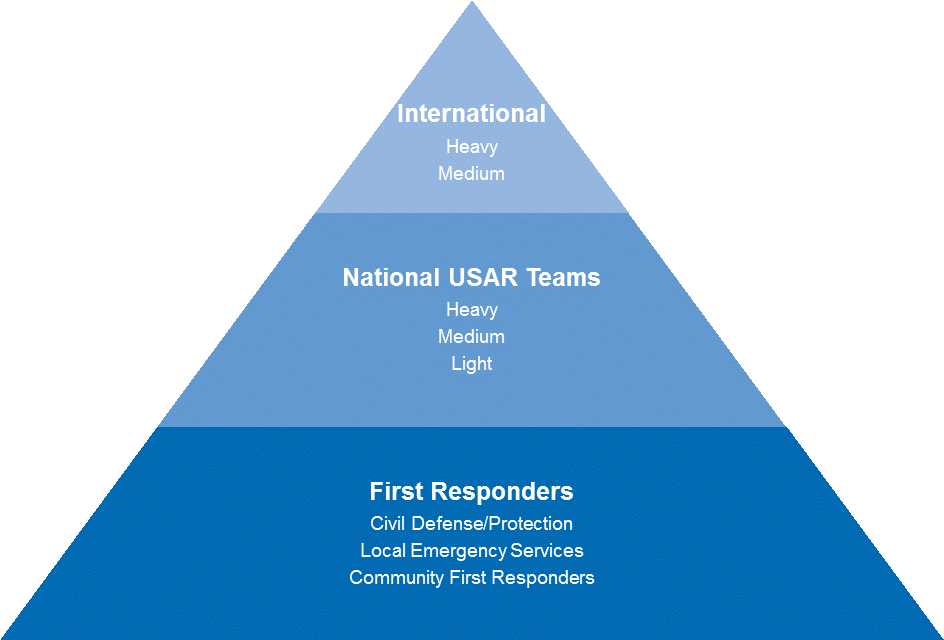 International
Heavy
Medium
National USAR Teams
Heavy
Medium
Light
First Responders
Civil Defense/Protection
Local Emergency Services
Community First Responders